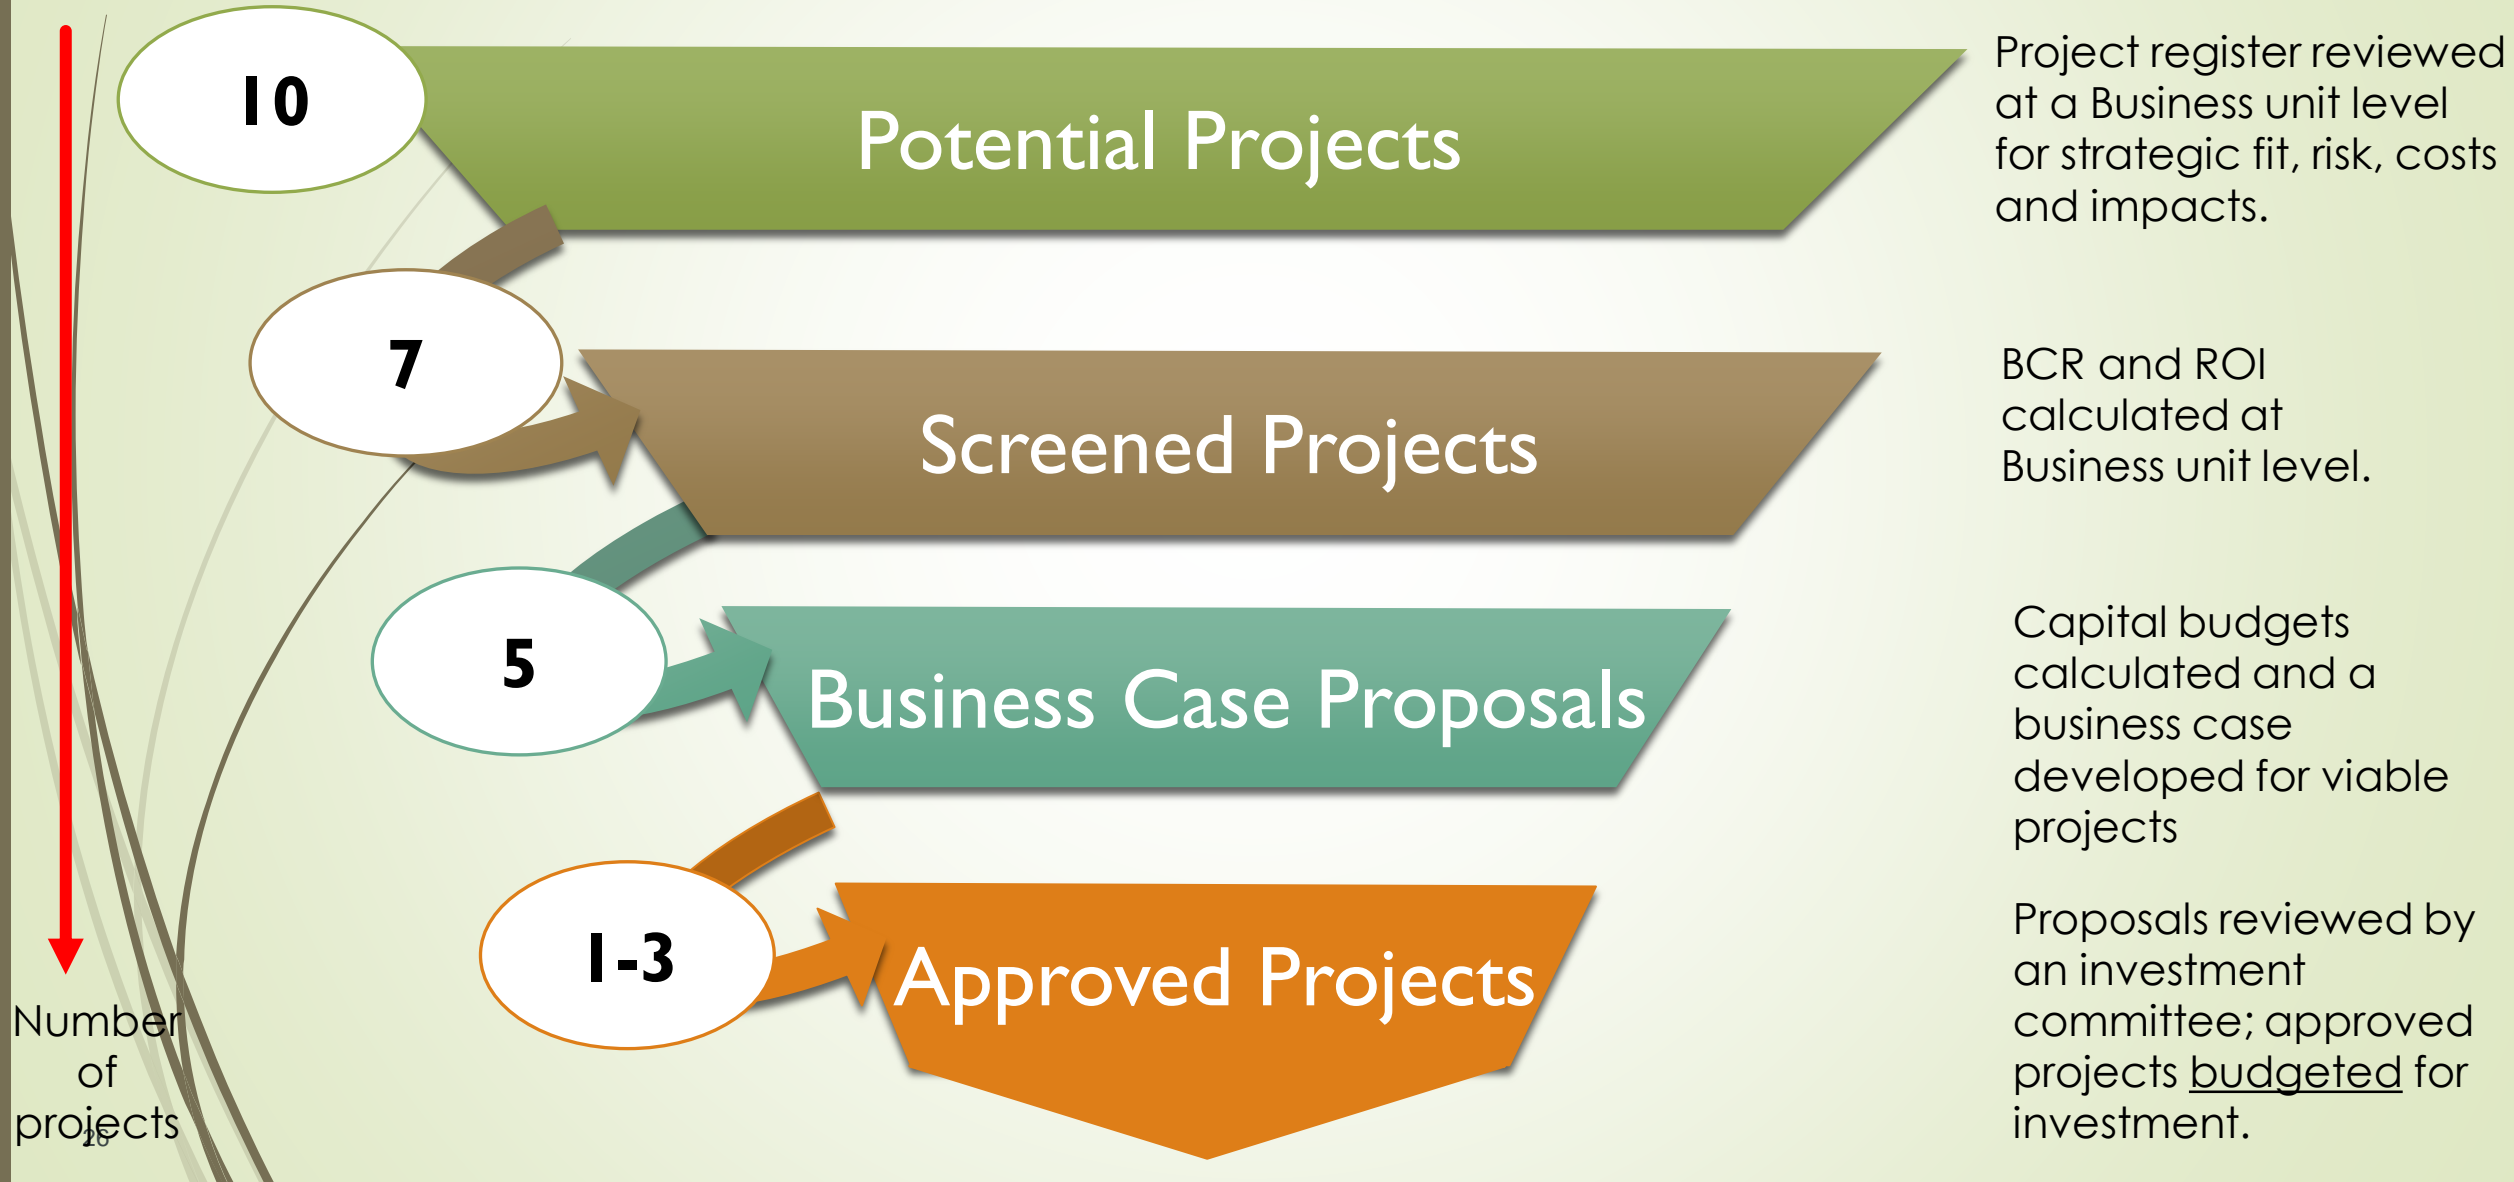 10
Potential Projects
Project register reviewed
at a Business unit level
for strategic fit, risk, costs
and impacts.
7
Screened Projects
BCR and ROI
calculated at
Business unit level.
5
Business Case Proposals
Capital budgets
calculated and a
business case
developed for viable
projects
1-3
Approved Projects
Proposals reviewed by
an investment
committee; approved
projects budgeted for
investment.
Number
of
projects
26